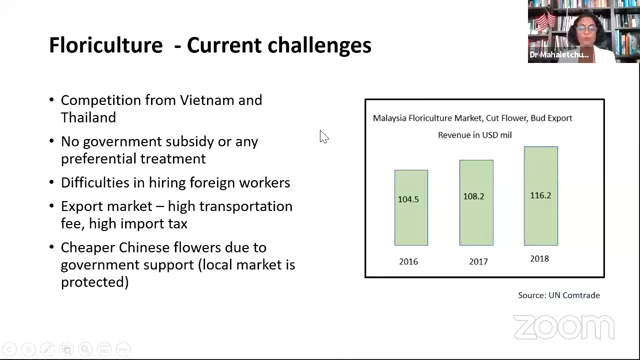 Floriculture - Current challenges
• Competition from Vietnam and
Thailand
• No government subsidy or any
preferential treatment
• Difficulties in hiring foreign workers
• Export market – high transportation
fee, high import tax
• Cheaper Chinese flowers due to
government support (local market is
protected)
Malaysia Floriculture Market, Cut Flower, Bud Export
Revenue in USD mil
104.5
108.2
116.2
2016
2017
2018
Source: UN Comtrade
Dr Mahaletchu...
zoom